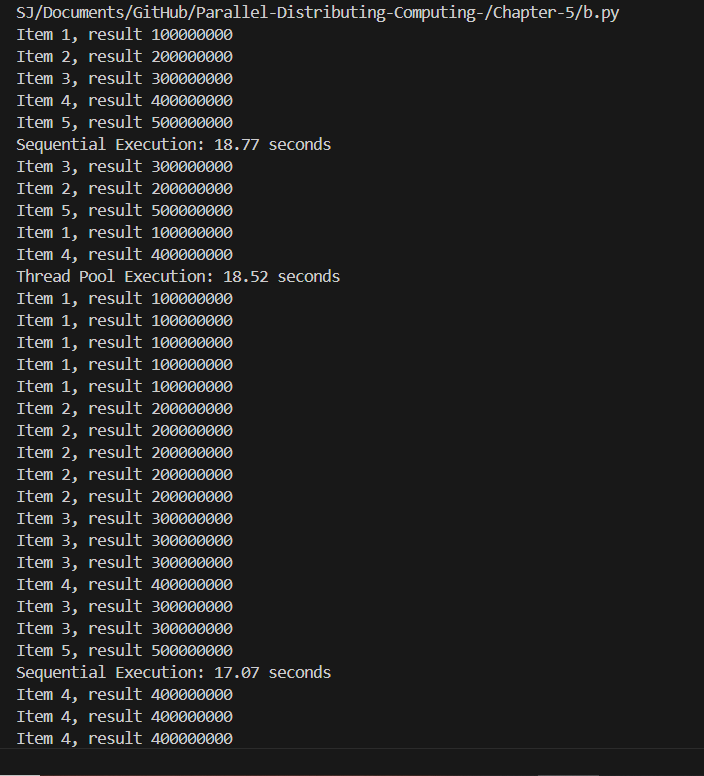 SJ/Documents/GitHub/Parallel-Distributing-Computing-/Chapter-5/b.py
Item 1, result 100000000
Item 2, result 200000000
Item 3, result 300000000
Item 4, result 400000000
Item 5, result 500000000
Sequential Execution: 18.77 seconds
Item 3, result 300000000
Item 2, result 200000000
Item 5, result 500000000
Item 1, result 100000000
Item 4, result 400000000
Thread Pool Execution: 18.52 seconds
Item 1, result 100000000
Item 1, result 100000000
Item 1, result 100000000
Item 1, result 100000000
Item 1, result 100000000
Item 2, result 200000000
Item 2, result 200000000
Item 2, result 200000000
Item 2, result 200000000
Item 2, result 200000000
Item 3, result 300000000
Item 3, result 300000000
Item 3, result 300000000
Item 4, result 400000000
Item 3, result 300000000
Item 3, result 300000000
Item 5, result 500000000
Sequential Execution: 17.07 seconds
Item 4, result 400000000
Item 4, result 400000000
Item 4, result 400000000